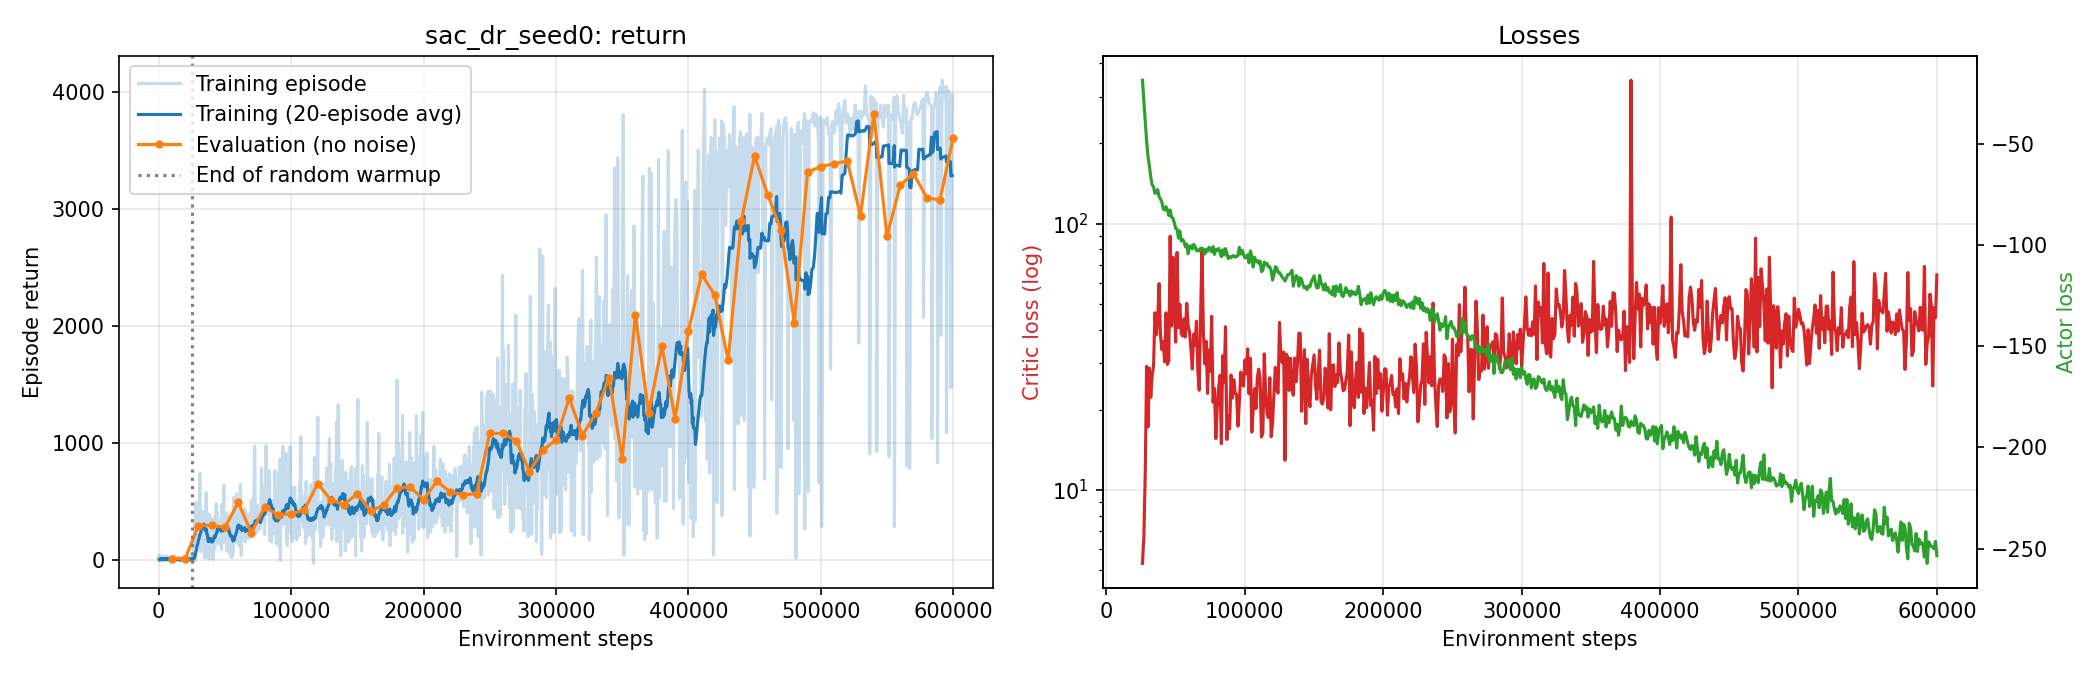 sac_dr_seed0: return
4000
3000
2000
1000
0
Episode return
Training episode
Training (20-episode avg)
Evaluation (no noise)
End of random warmup
0
100000
200000
300000
400000
500000
600000
Environment steps
Losses
10²
10¹
Critic loss (log)
−50
−100
−150
−200
−250
Actor loss
0
100000
200000
300000
400000
500000
600000
Environment steps